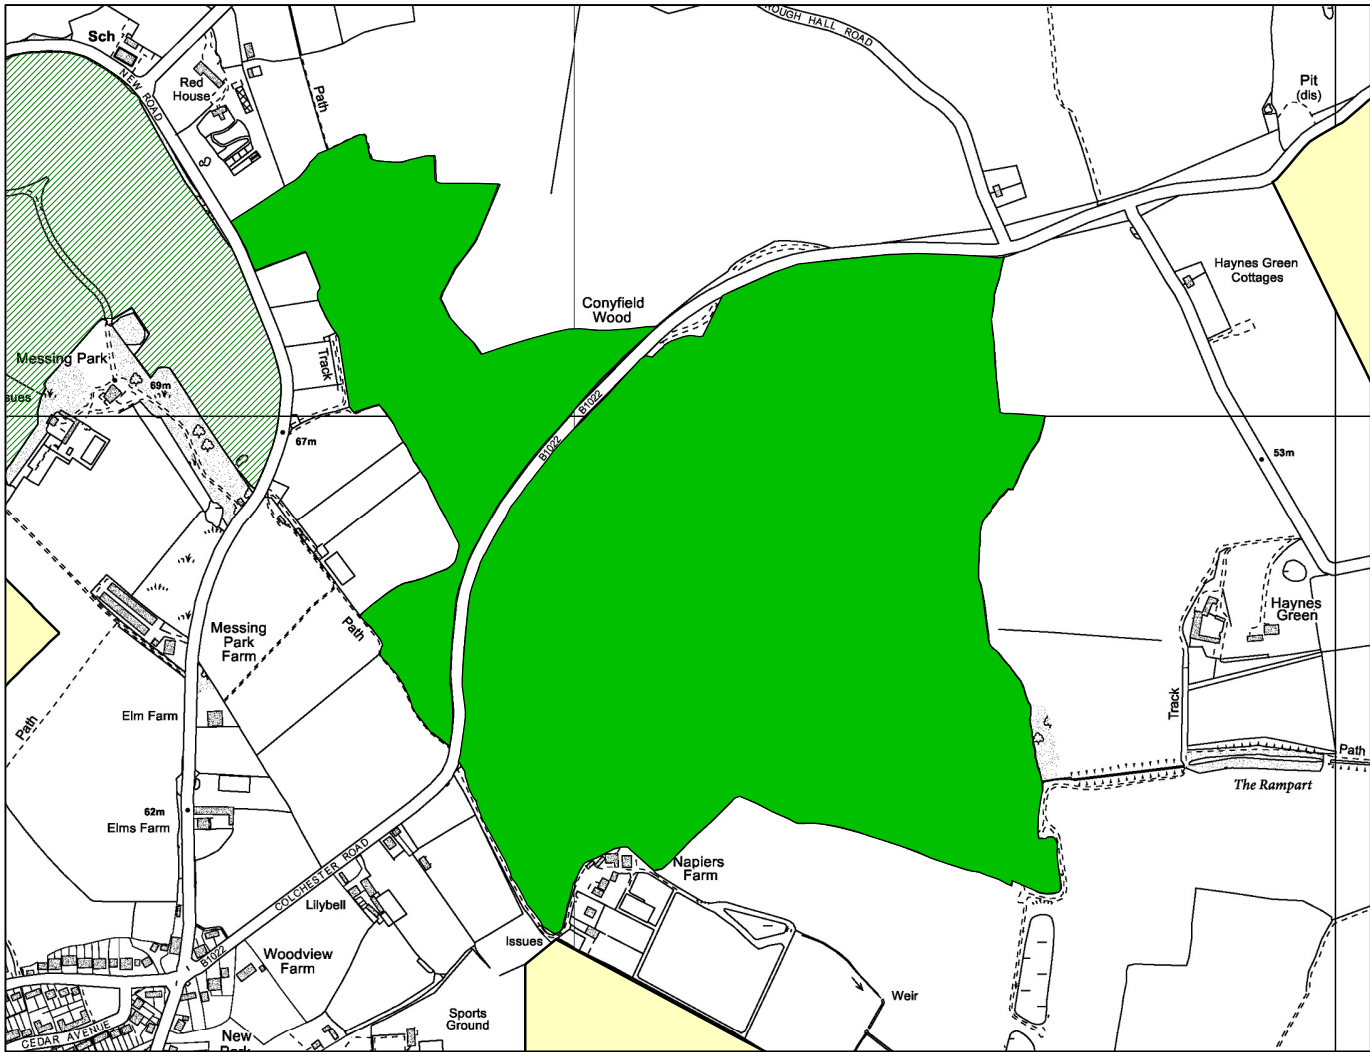 Sch
NEW ROAD
Red
House
Path
ROUGH HALL ROAD
Pit
(dis)
Haynes Green
Cottages
Conyfield
Wood
Messing Park
69m
Track
67m
B1022
B1022
53m
Haynes
Green
Messing
Park
Farm
Path
Elm Farm
Path
Track
Path
The Rampart
62m
Elms Farm
COLCHESTER ROAD
Lilybell
Napiers
Farm
Issues
B1022
Woodview
Farm
Weir
Sports
Ground
CEDAR AVENUE
New